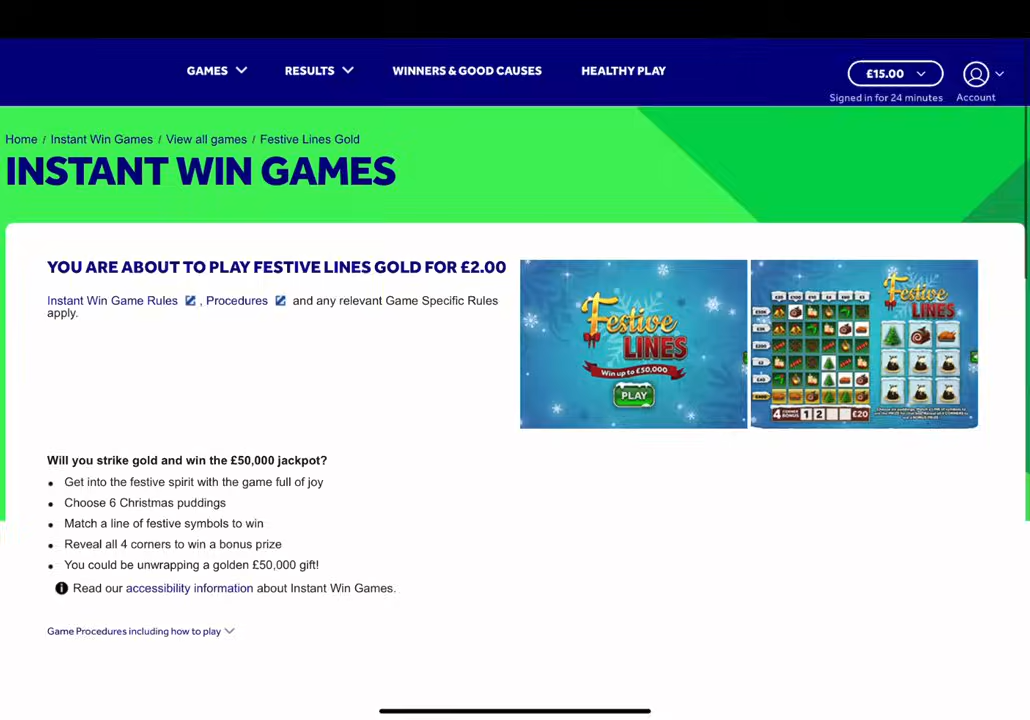 GAMES RESULTS WINNERS & GOOD CAUSES HEALTHY PLAY £15.00
Signed in for 24 minutes Account
Home / Instant Win Games / View all games / Festive Lines Gold
INSTANT WIN GAMES
YOU ARE ABOUT TO PLAY FESTIVE LINES GOLD FOR £2.00
Instant Win Game Rules , Procedures and any relevant Game Specific Rules
apply.
Festive
LINES
Win up to £50,000
PLAY
Festive
LINES
4 CORNER BONUS 1 2 £20
Will you strike gold and win the £50,000 jackpot?
• Get into the festive spirit with the game full of joy
• Choose 6 Christmas puddings
• Match a line of festive symbols to win
• Reveal all 4 corners to win a bonus prize
• You could be unwrapping a golden £50,000 gift!
Read our accessibility information about Instant Win Games.
Game Procedures including how to play